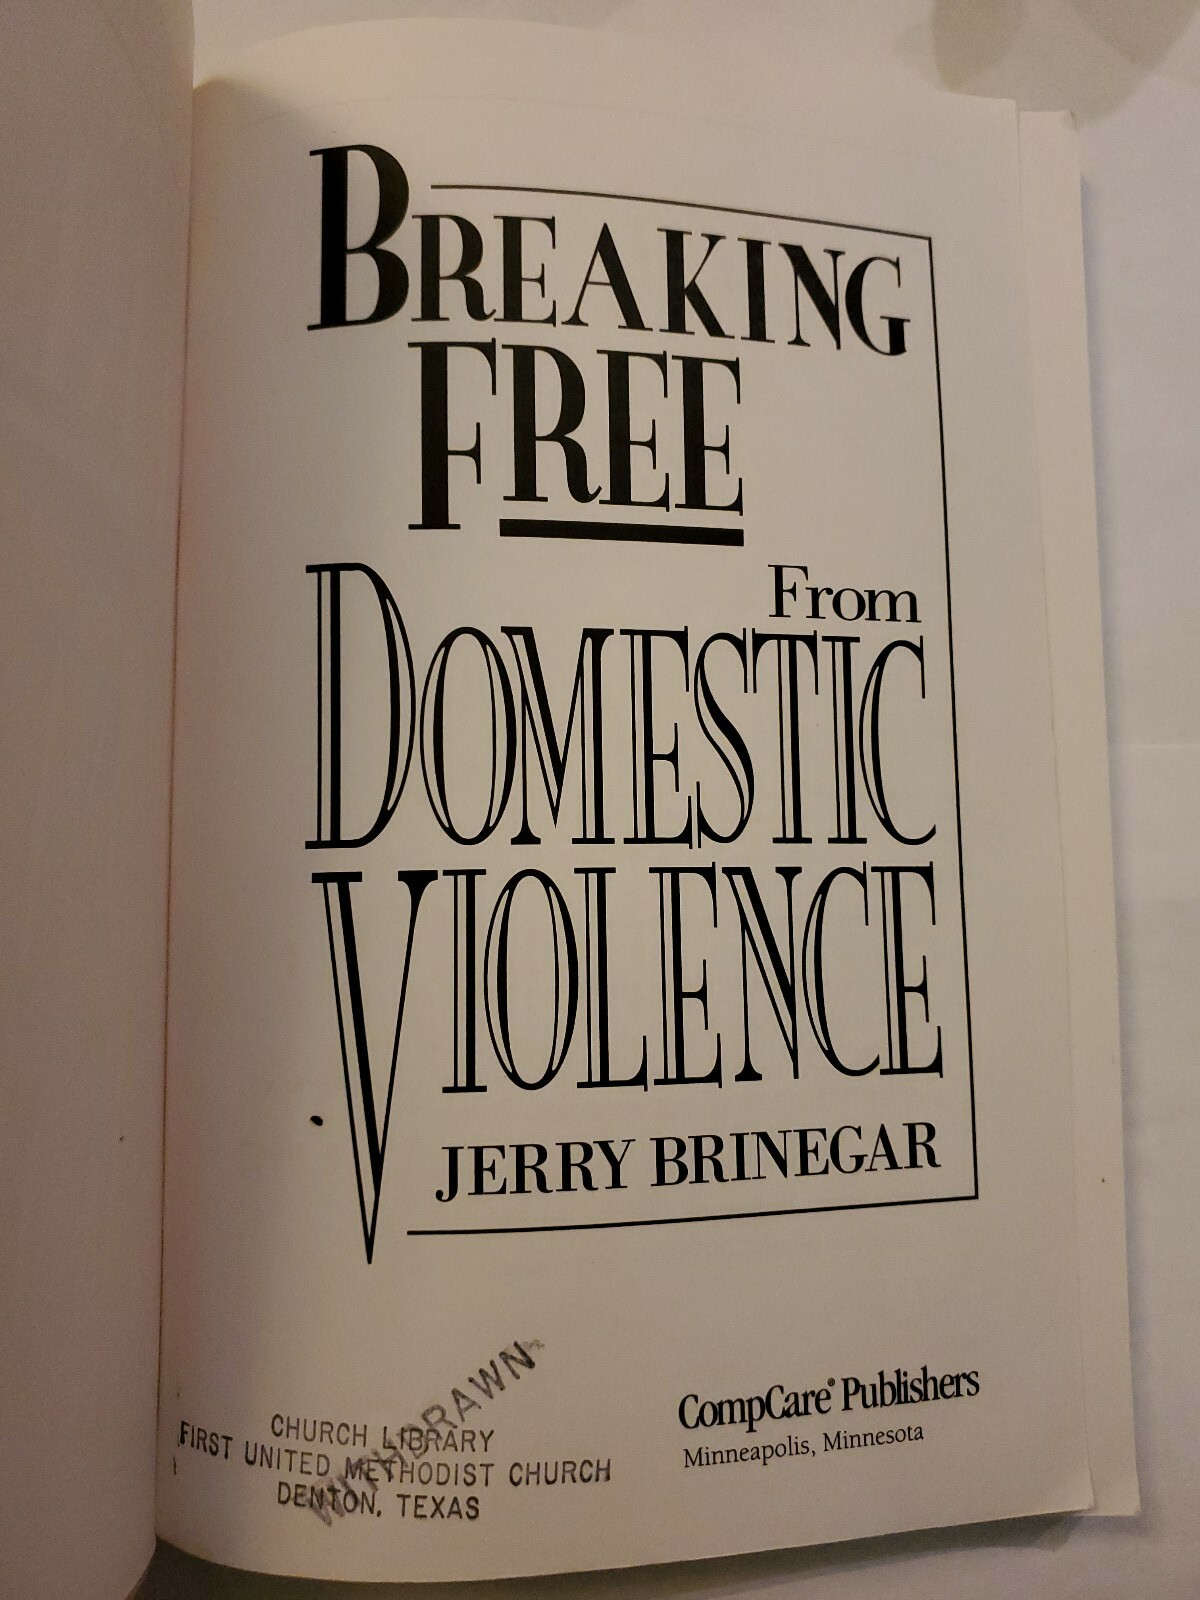 BREAKING
FREE
From
DOMESTIC
VIOLENCE
JERRY BRINEGAR
WITHDRAWN
CHURCH LIBRARY
FIRST UNITED METHODIST CHURCH
DENTON, TEXAS
CompCare® Publishers
Minneapolis, Minnesota